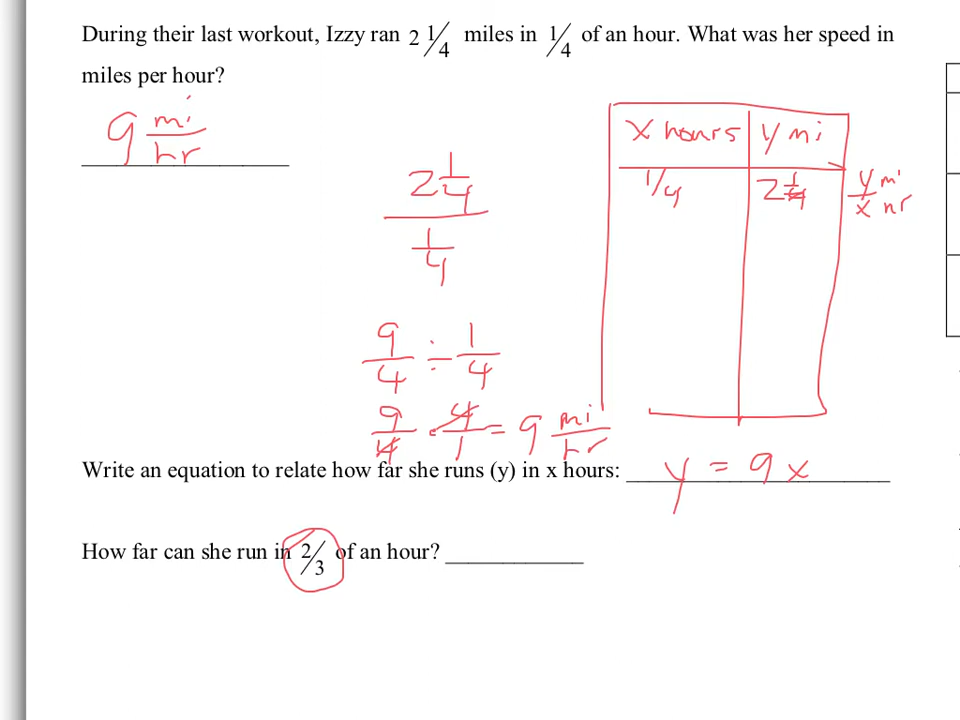 During their last workout, Izzy ran 2 1/4 miles in 1/4 of an hour. What was her speed in
miles per hour?
9 mi/hr
x hours | y mi
1/4 | 2 1/4
y mi / x hr
2 1/4
1/4
9/4 ÷ 1/4
9/4 · 4/1 = 9 mi/hr
Write an equation to relate how far she runs (y) in x hours: y = 9x
How far can she run in 2/3 of an hour? ____________